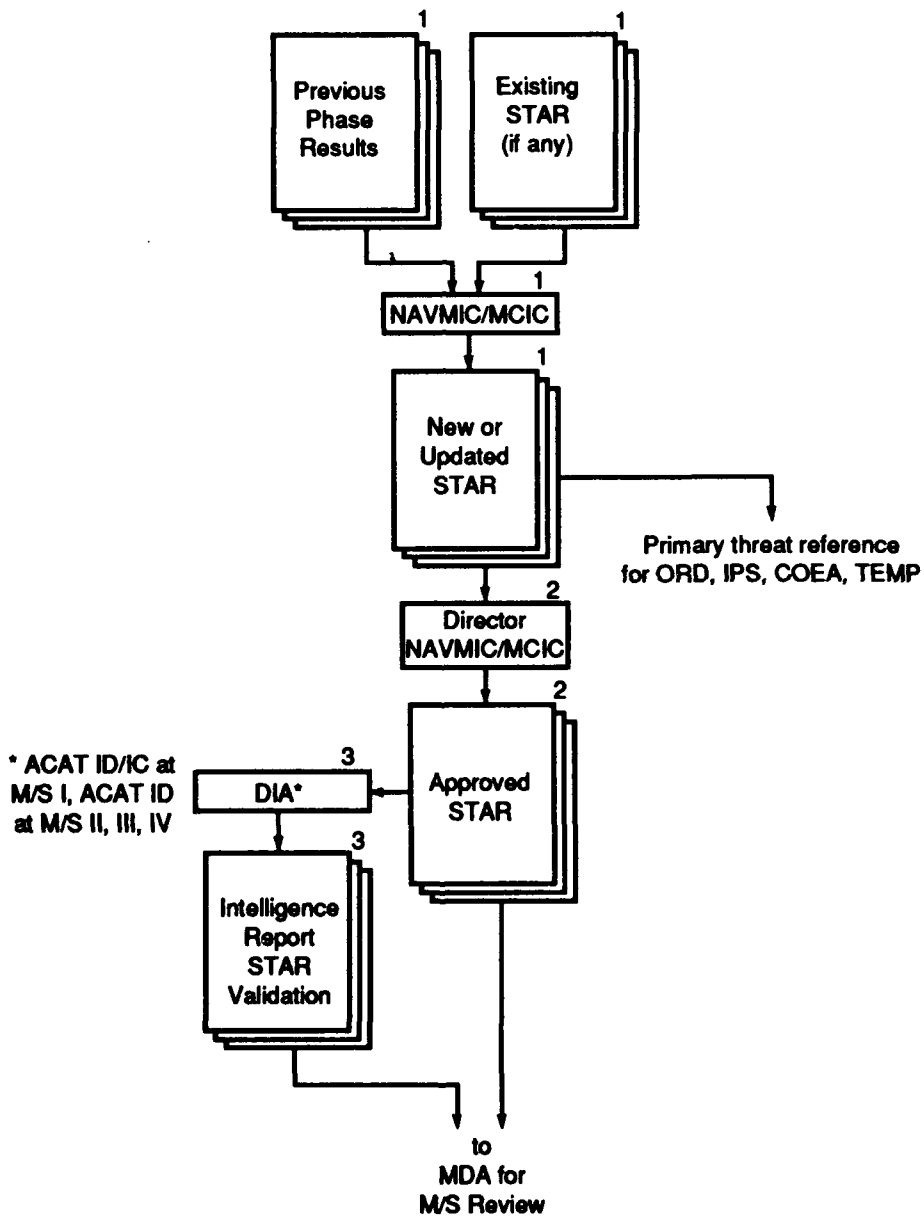 1
Previous
Phase
Results
1
Existing
STAR
(if any)
1
NAVMIC/MCIC
1
New or
Updated
STAR
Primary threat reference
for ORD, IPS, COEA, TEMP
2
Director
NAVMIC/MCIC
2
Approved
STAR
* ACAT ID/IC at
M/S I, ACAT ID
at M/S II, III, IV
3
DIA*
3
Intelligence
Report
STAR
Validation
to
MDA for
M/S Review